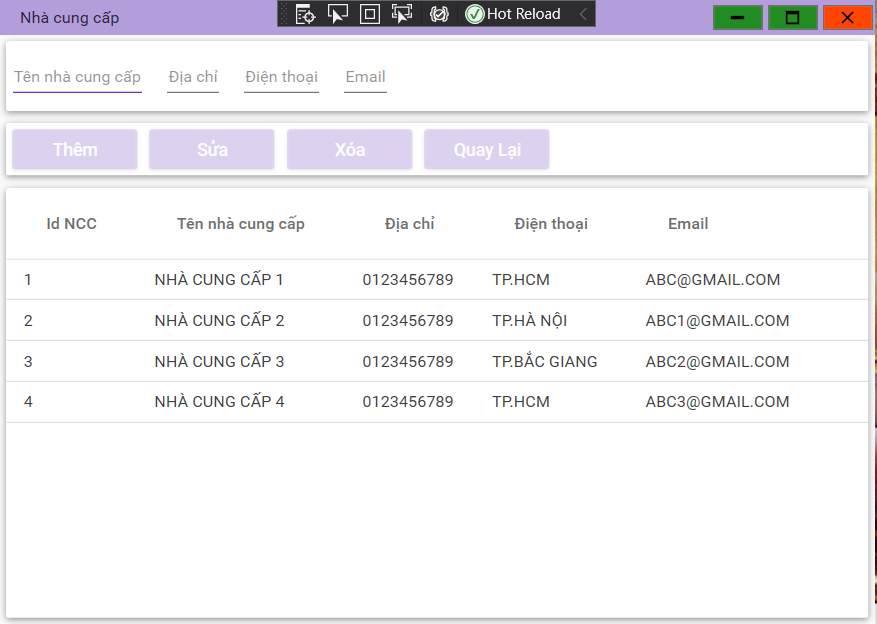 Nhà cung cấp
Hot Reload
Tên nhà cung cấp Địa chỉ Điện thoại Email
Thêm Sửa Xóa Quay Lại
Id NCC Tên nhà cung cấp Địa chỉ Điện thoại Email
1 NHÀ CUNG CẤP 1 0123456789 TP.HCM ABC@GMAIL.COM
2 NHÀ CUNG CẤP 2 0123456789 TP.HÀ NỘI ABC1@GMAIL.COM
3 NHÀ CUNG CẤP 3 0123456789 TP.BẮC GIANG ABC2@GMAIL.COM
4 NHÀ CUNG CẤP 4 0123456789 TP.HCM ABC3@GMAIL.COM